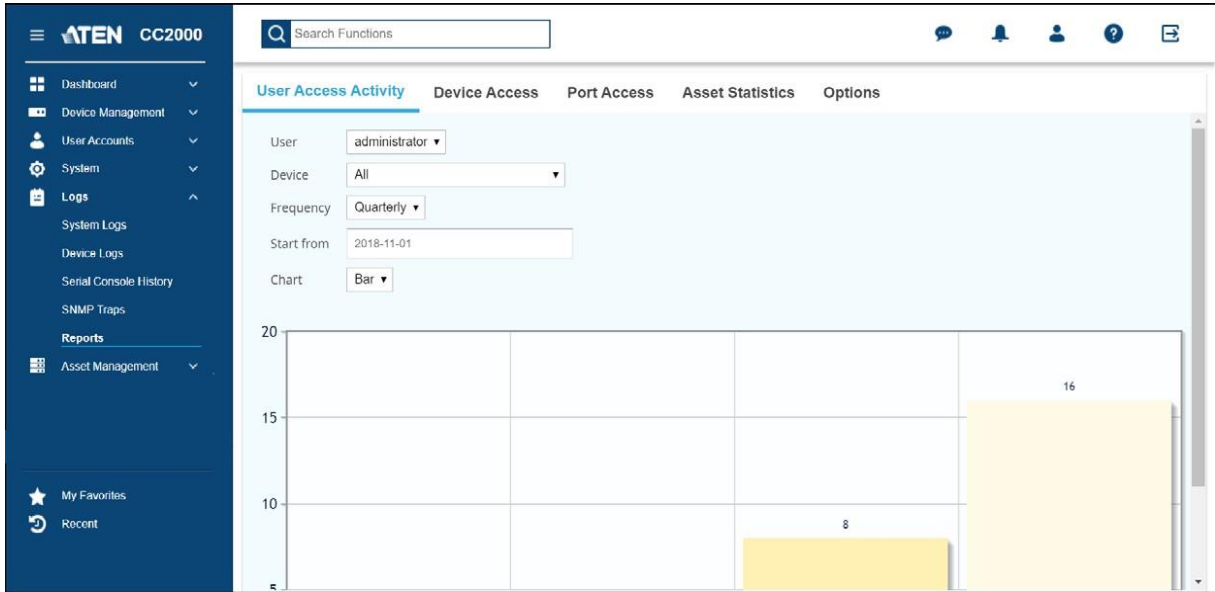 ATEN CC2000
Search Functions
Dashboard
Device Management
User Accounts
System
Logs
System Logs
Device Logs
Serial Console History
SNMP Traps
Reports
Asset Management
My Favorites
Recent
User Access Activity Device Access Port Access Asset Statistics Options
User administrator
Device All
Frequency Quarterly
Start from 2018-11-01
Chart Bar
20
16
15
10
8
5